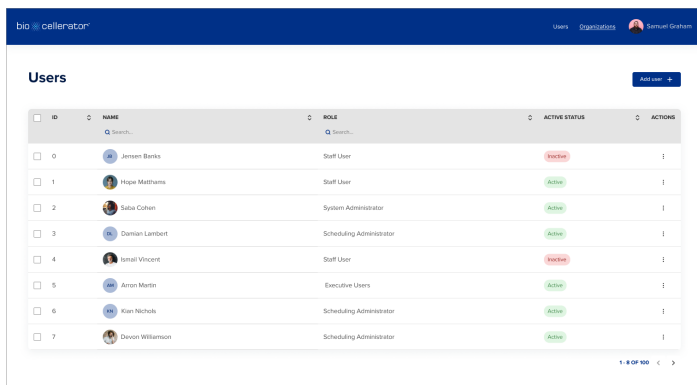 bio cellerator
Users Organizations Samuel Graham
Users
Add user +
ID NAME ROLE ACTIVE STATUS ACTIONS
Search... Search...
0 JB Jensen Banks Staff User Inactive
1 Hope Matthams Staff User Active
2 Saba Cohen System Administrator Active
3 DL Damian Lambert Scheduling Administrator Active
4 Ismail Vincent Staff User Inactive
5 AM Arron Martin Executive Users Active
6 KN Kian Nichols Scheduling Administrator Active
7 Devon Williamson Scheduling Administrator Active
1 - 8 OF 100